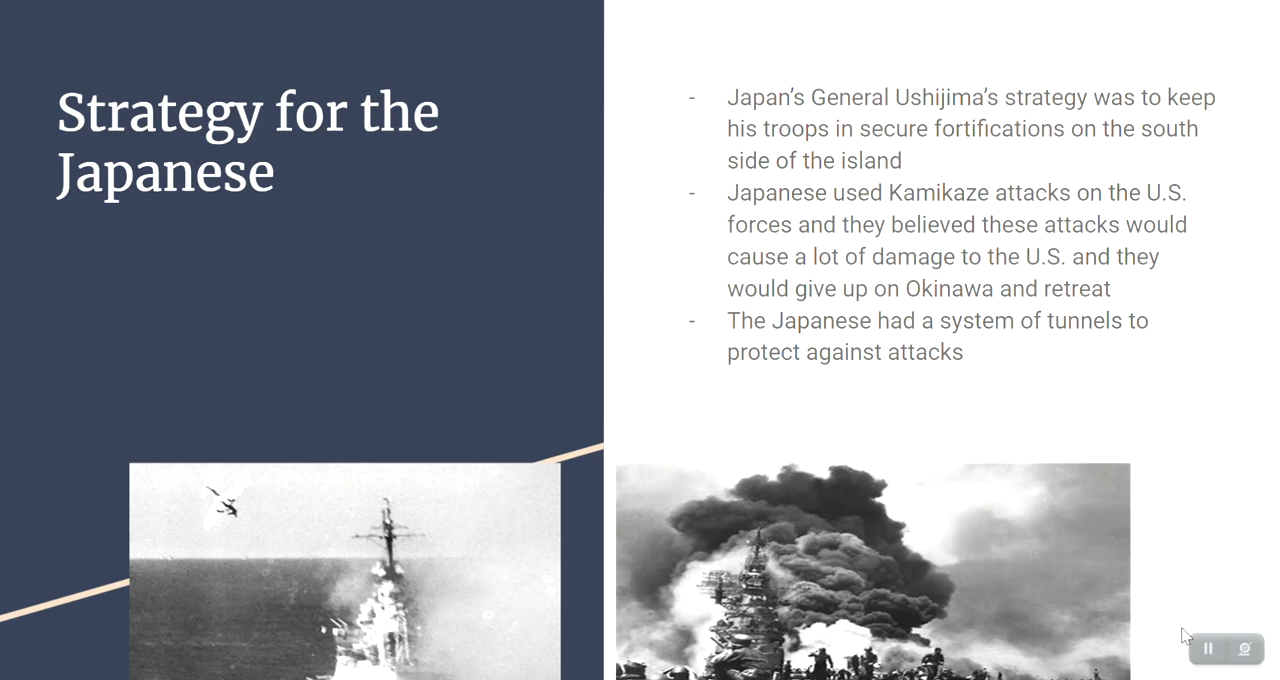 Strategy for the
Japanese
- Japan’s General Ushijima’s strategy was to keep
his troops in secure fortifications on the south
side of the island
- Japanese used Kamikaze attacks on the U.S.
forces and they believed these attacks would
cause a lot of damage to the U.S. and they
would give up on Okinawa and retreat
- The Japanese had a system of tunnels to
protect against attacks